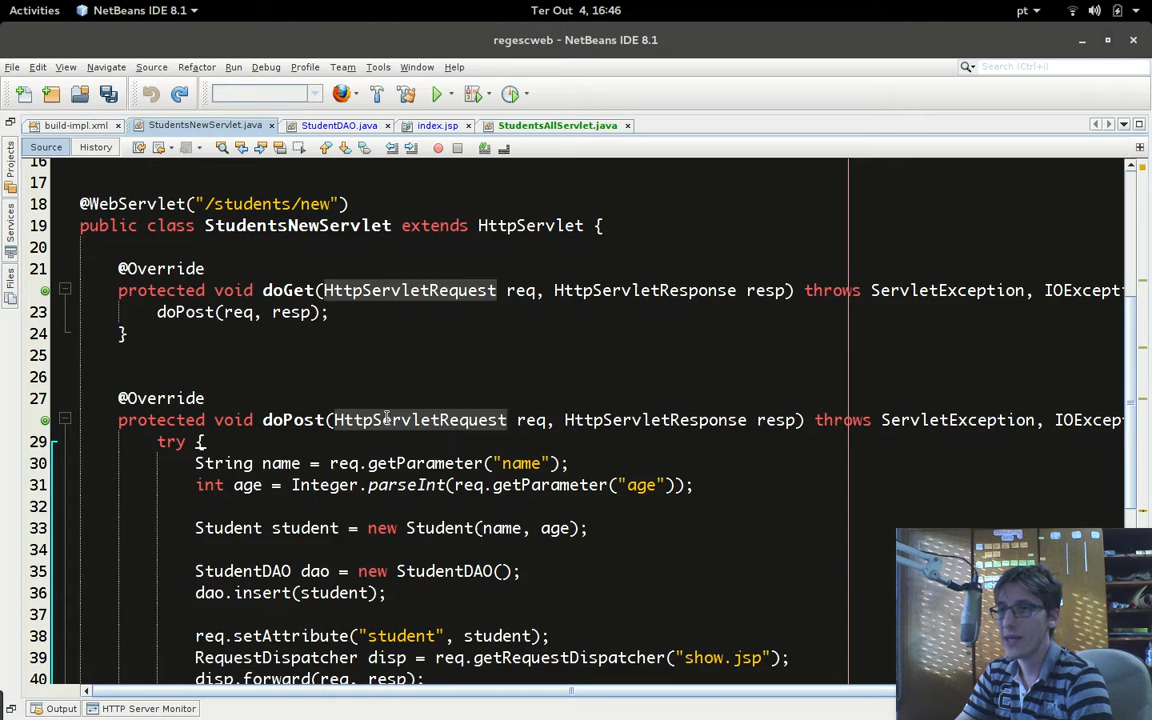 Activities NetBeans IDE 8.1 Ter Out 4, 16:46 pt
regescweb - NetBeans IDE 8.1
File Edit View Navigate Source Refactor Run Debug Profile Team Tools Window Help Search (Ctrl+I)
build-impl.xml StudentsNewServlet.java StudentDAO.java index.jsp StudentsAllServlet.java
Source History
Projects
Services
Files
16
17
18 @WebServlet("/students/new")
19 public class StudentsNewServlet extends HttpServlet {
20
21 @Override
protected void doGet(HttpServletRequest req, HttpServletResponse resp) throws ServletException, IOExcept
23 doPost(req, resp);
24 }
25
26
27 @Override
protected void doPost(HttpServletRequest req, HttpServletResponse resp) throws ServletException, IOExcept
29 try {
30 String name = req.getParameter("name");
31 int age = Integer.parseInt(req.getParameter("age"));
32
33 Student student = new Student(name, age);
34
35 StudentDAO dao = new StudentDAO();
36 dao.insert(student);
37
38 req.setAttribute("student", student);
39 RequestDispatcher disp = req.getRequestDispatcher("show.jsp");
40 disp.forward(req, resp);
Output HTTP Server Monitor